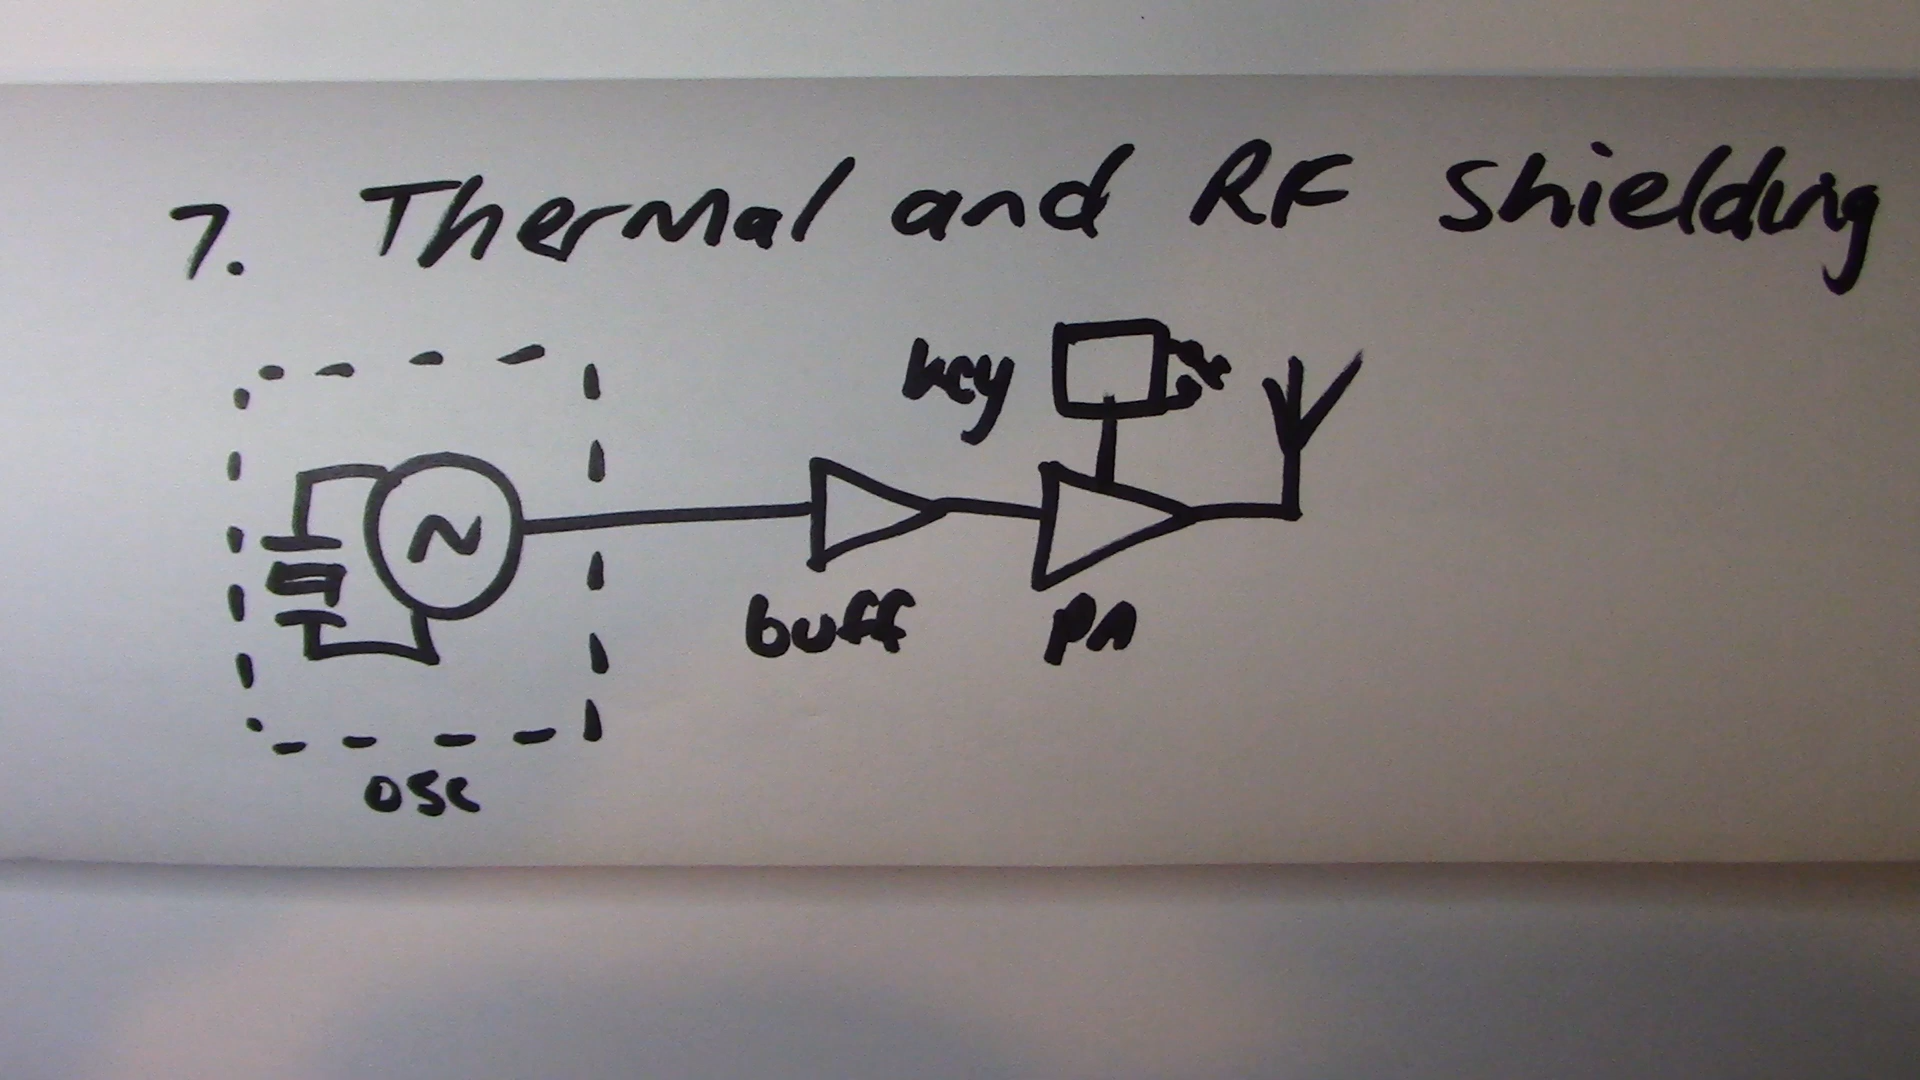 7. Thermal and RF shielding
key
buff
PA
osc